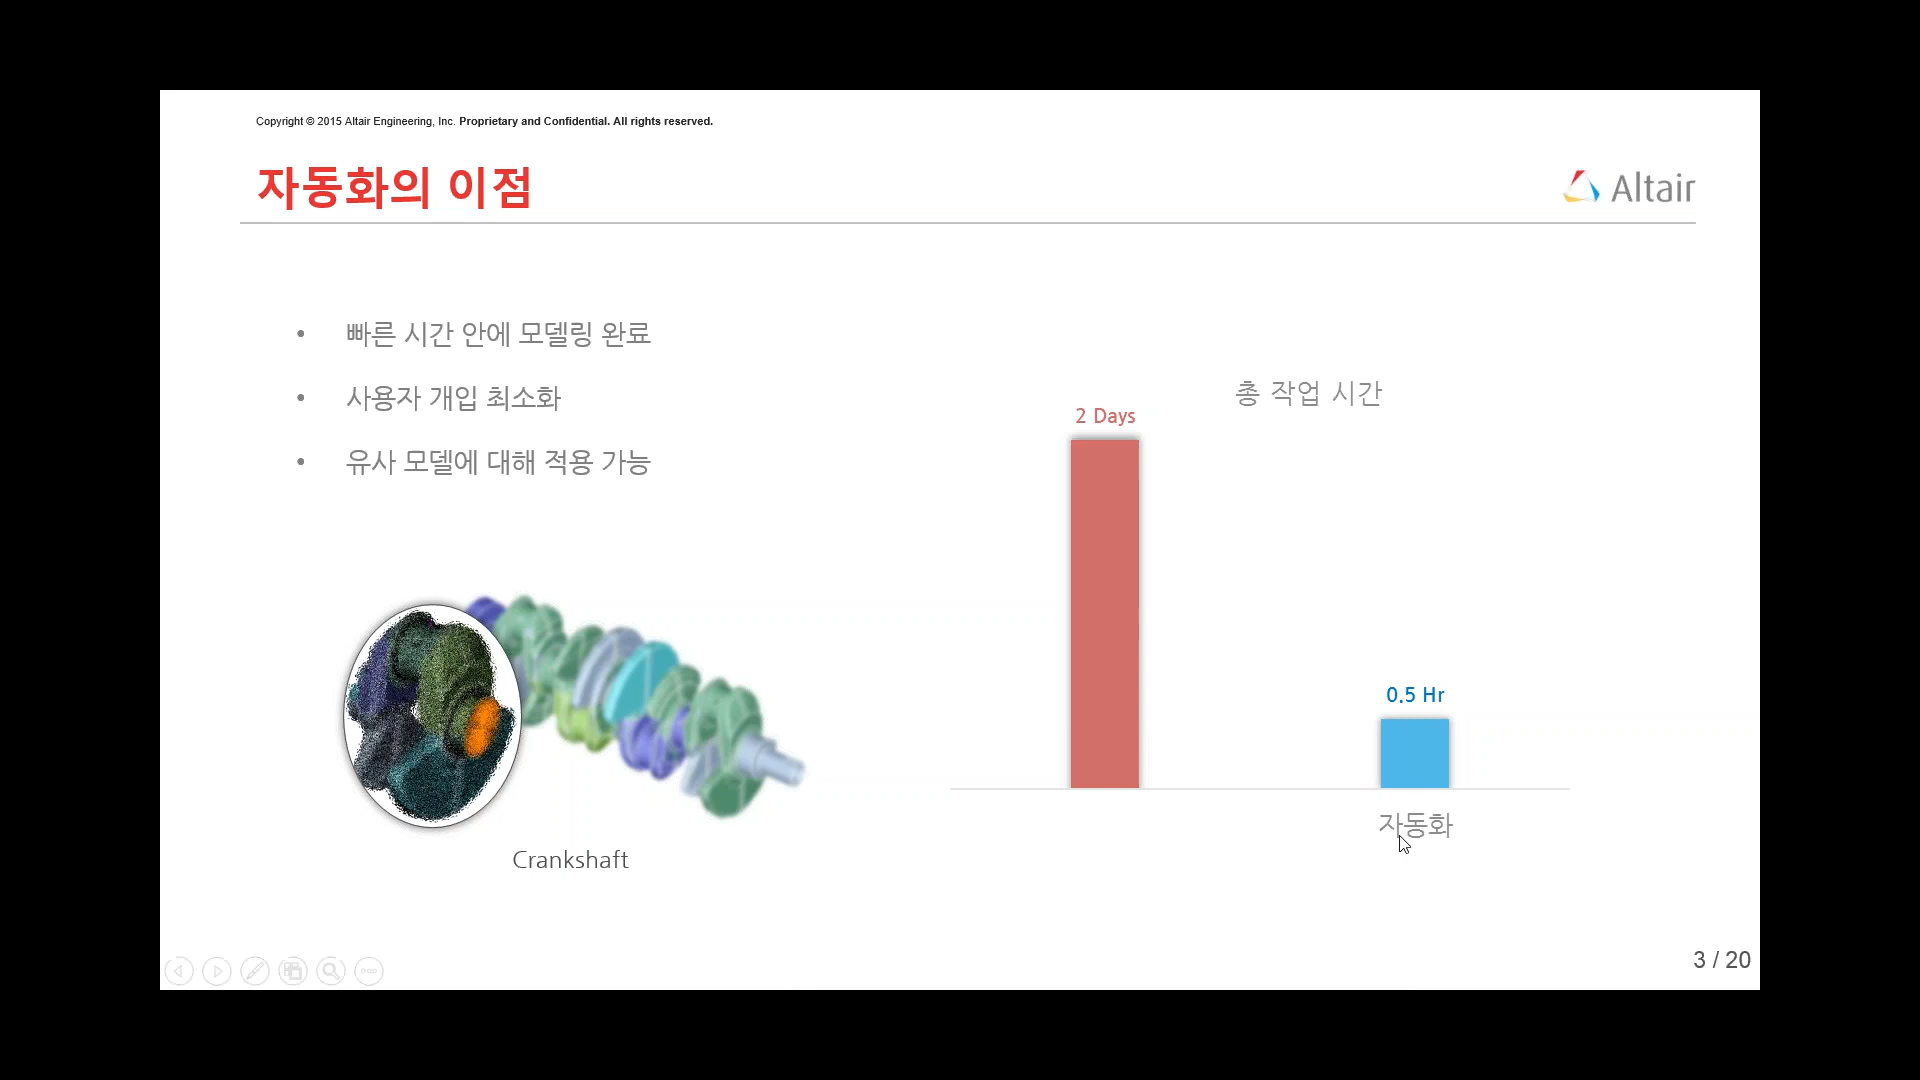 Copyright © 2015 Altair Engineering, Inc. Proprietary and Confidential. All rights reserved.
자동화의 이점
Altair
• 빠른 시간 안에 모델링 완료
• 사용자 개입 최소화
• 유사 모델에 대해 적용 가능
총 작업 시간
2 Days
0.5 Hr
자동화
Crankshaft
3 / 20